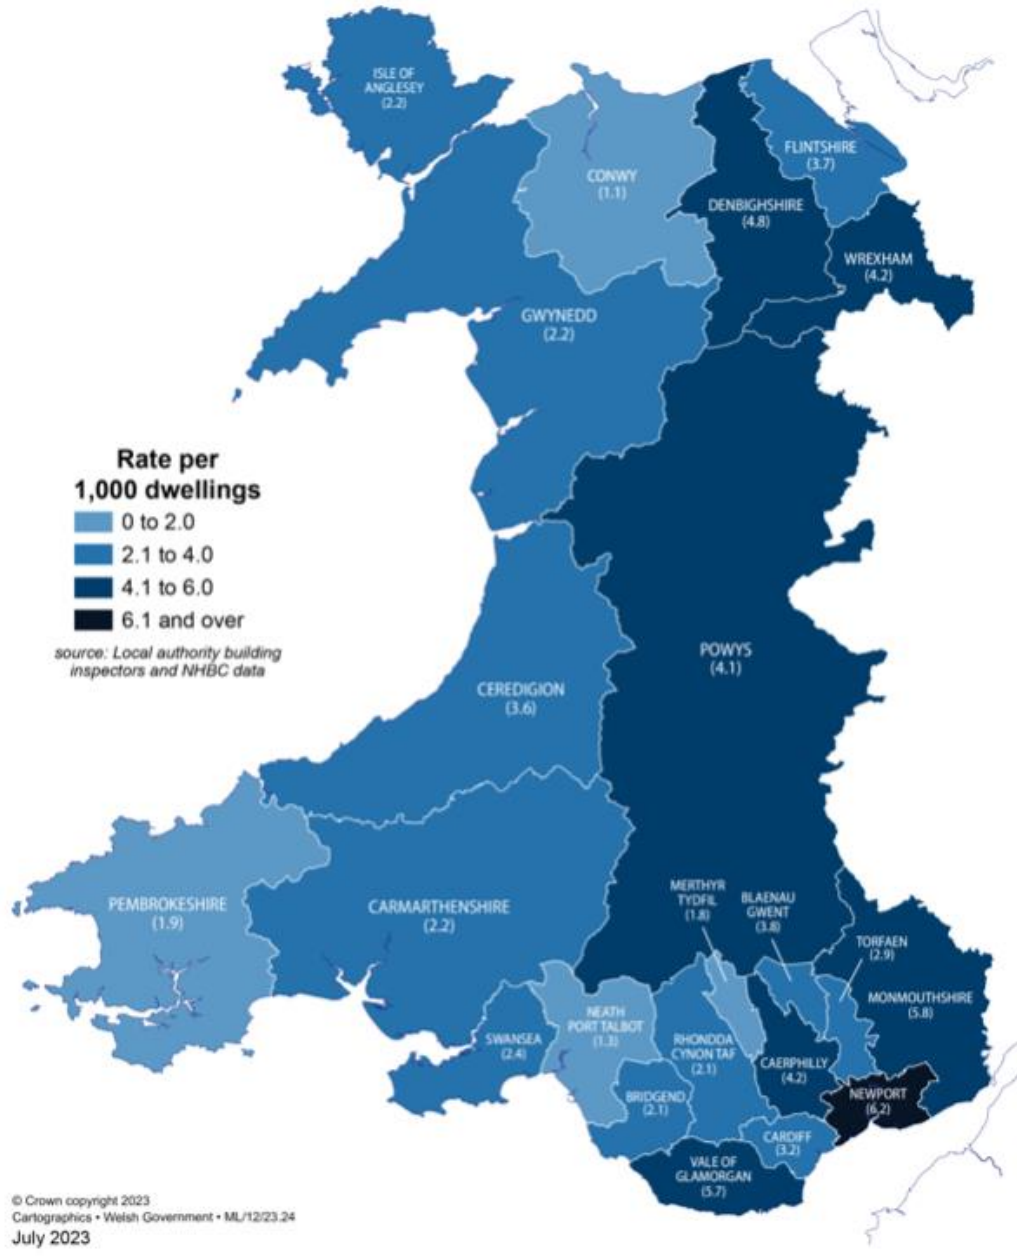 ISLE OF
ANGLESEY
(2.2)
CONWY
(1.1)
FLINTSHIRE
(3.7)
DENBIGHSHIRE
(4.8)
WREXHAM
(4.2)
GWYNEDD
(2.2)
Rate per
1,000 dwellings
0 to 2.0
2.1 to 4.0
4.1 to 6.0
6.1 and over
source: Local authority building
inspectors and NHBC data
POWYS
(4.1)
CEREDIGION
(3.6)
PEMBROKESHIRE
(1.9)
CARMARTHENSHIRE
(2.2)
MERTHYR
TYDFIL
(1.8)
BLAENAU
GWENT
(3.8)
TORFAEN
(2.9)
MONMOUTHSHIRE
(5.8)
SWANSEA
(2.4)
NEATH
PORT TALBOT
(1.3)
RHONDDA
CYNON TAF
(2.1)
CAERPHILLY
(4.2)
NEWPORT
(6.2)
BRIDGEND
(2.1)
CARDIFF
(3.2)
VALE OF
GLAMORGAN
(5.7)
© Crown copyright 2023
Cartographics • Welsh Government • ML/12/23.24
July 2023